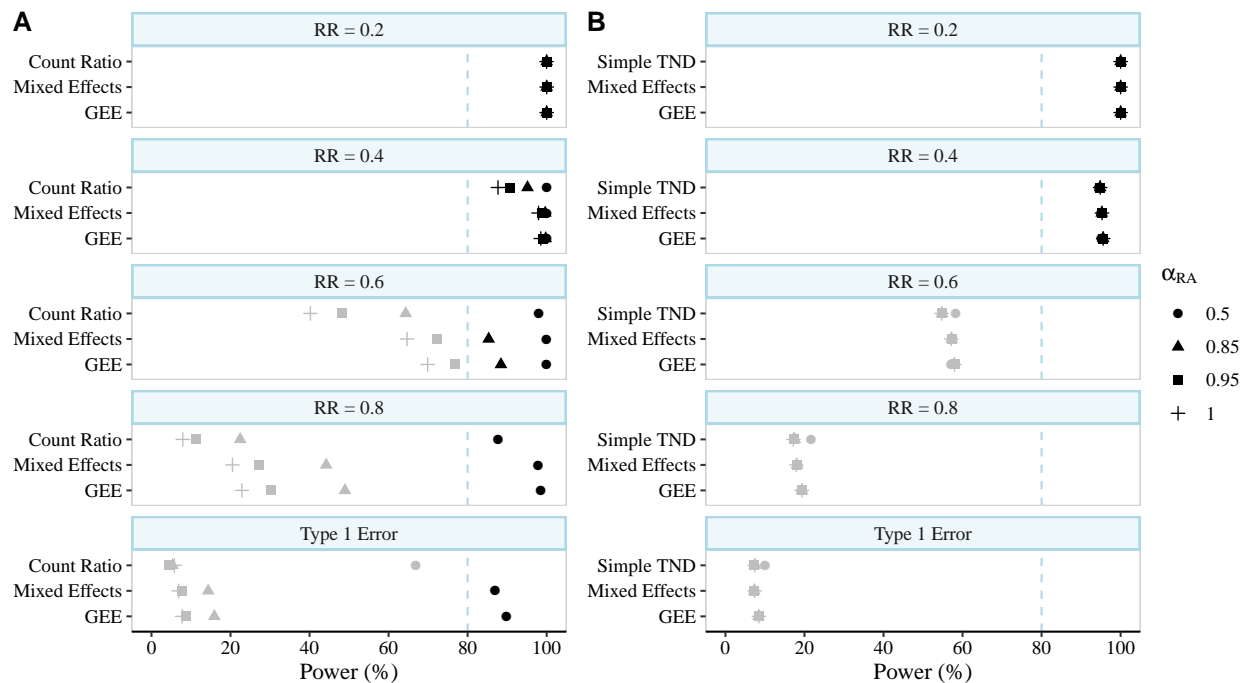 A
RR = 0.2
Count Ratio
Mixed Effects
GEE
RR = 0.4
Count Ratio
Mixed Effects
GEE
RR = 0.6
Count Ratio
Mixed Effects
GEE
RR = 0.8
Count Ratio
Mixed Effects
GEE
Type 1 Error
Count Ratio
Mixed Effects
GEE
0 20 40 60 80 100
Power (%)
B
RR = 0.2
Simple TND
Mixed Effects
GEE
RR = 0.4
Simple TND
Mixed Effects
GEE
RR = 0.6
Simple TND
Mixed Effects
GEE
RR = 0.8
Simple TND
Mixed Effects
GEE
Type 1 Error
Simple TND
Mixed Effects
GEE
0 20 40 60 80 100
Power (%)
αRA
0.5
0.85
0.95
1